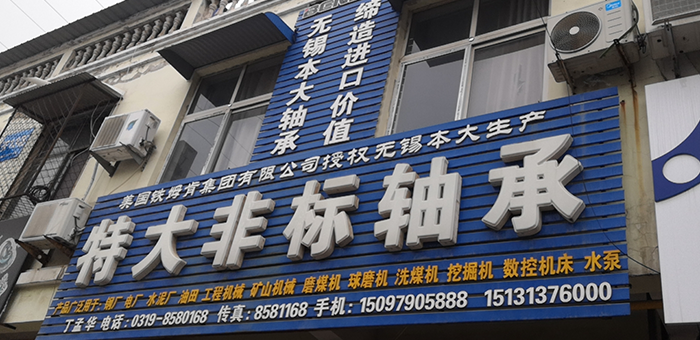 缔造进口价值
无锡本大轴承
美国铁姆肯集团有限公司授权无锡本大生产
特大非标轴承
产品广泛用于：钢厂 电厂 水泥厂 油田 工程机械 矿山机械 磨煤机 球磨机 洗煤机 挖掘机 数控机床 水泵
丁孟华 电话：0319-8580168 传真：8581168 手机：15097905888 15131376000